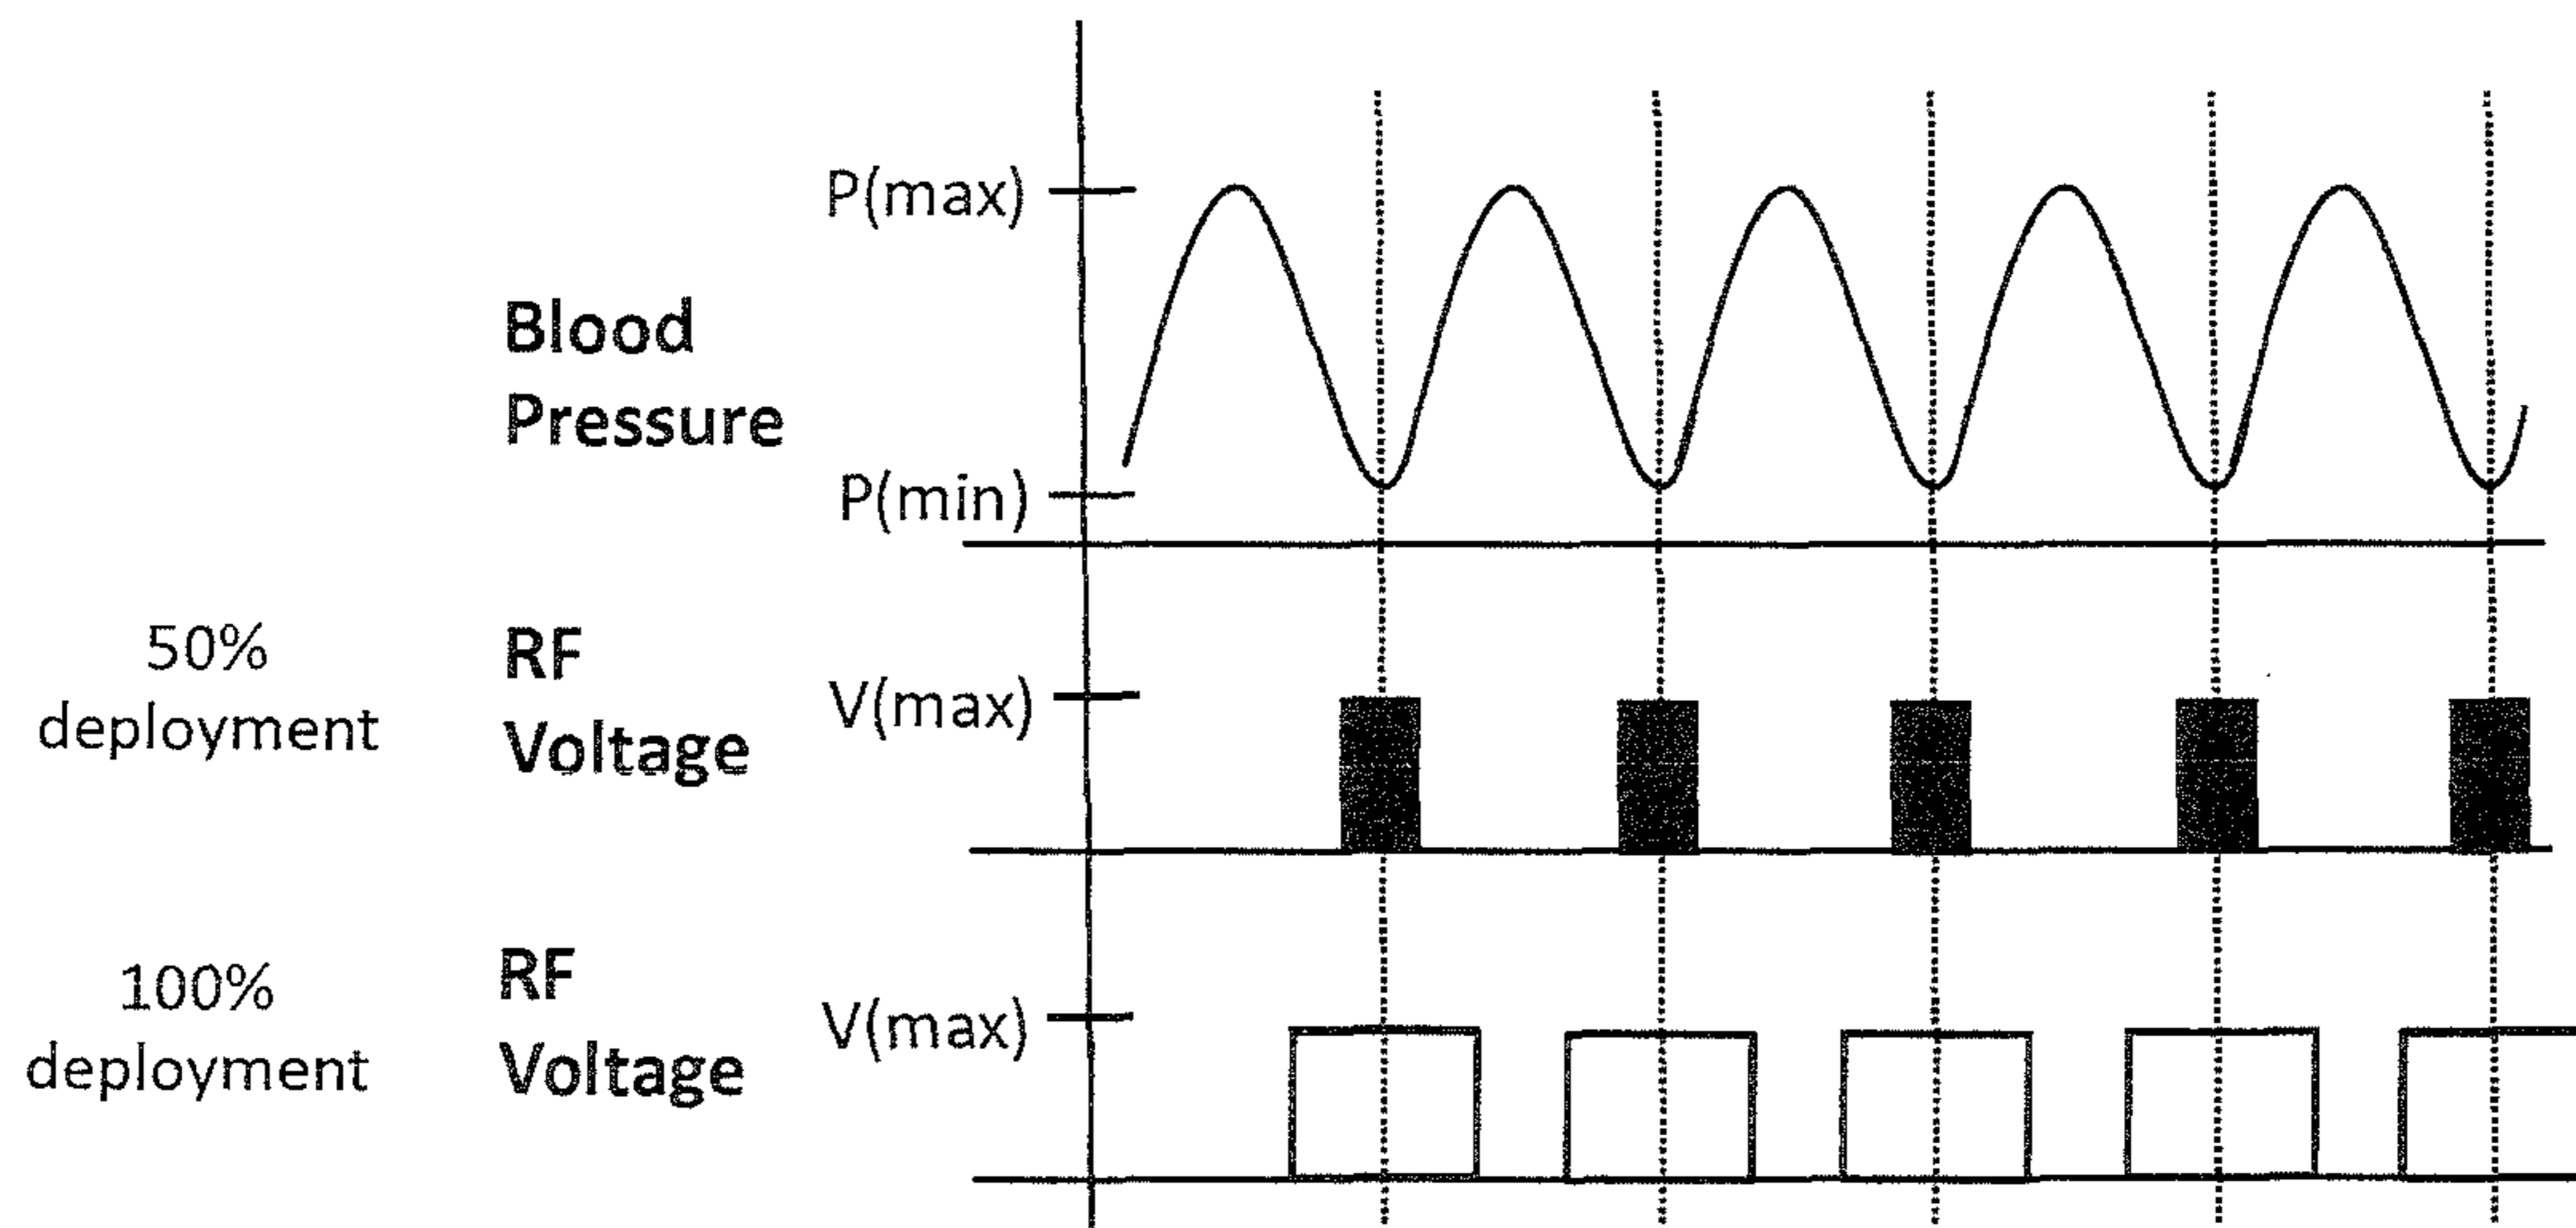 P(max)
Blood
Pressure
P(min)
50%
deployment
RF
Voltage
V(max)
100%
deployment
RF
Voltage
V(max)